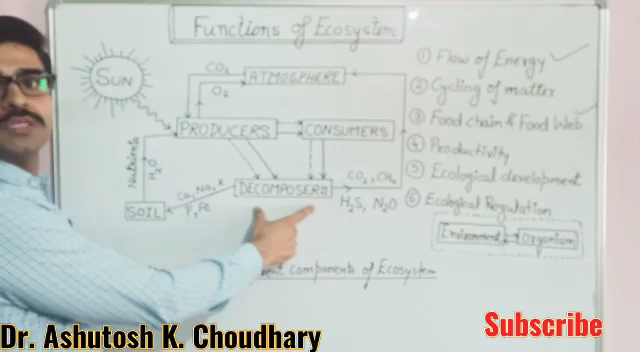 Functions of Ecosystem
① Flow of Energy
② Cycling of matter
③ Food chain & Food Web
④ Productivity
⑤ Ecological development
⑥ Ecological Regulation
Environment
Organism
SUN
CO₂
ATMOSPHERE
O₂
PRODUCERS
CONSUMERS
Nutrients
H₂O
DECOMPOSERS
CO₂, CH₄
H₂S, N₂O
Ca, Na, K
P, Fe
SOIL
components of Ecosystem
Dr. Ashutosh K. Choudhary
Subscribe